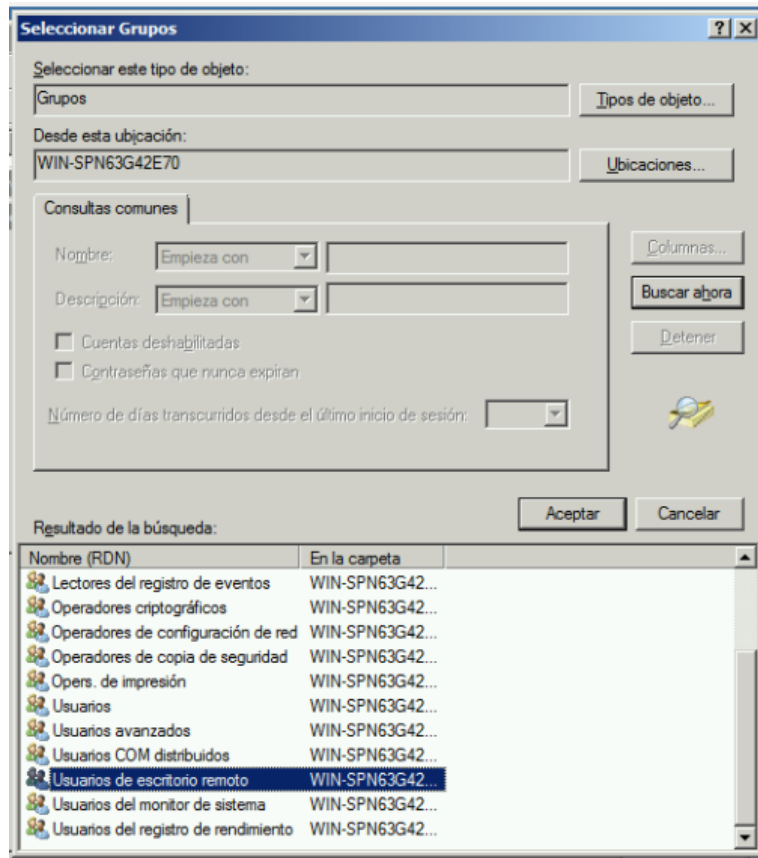 Seleccionar Grupos
Seleccionar este tipo de objeto:
Grupos
Tipos de objeto...
Desde esta ubicación:
WIN-SPN63G42E70
Ubicaciones...
Consultas comunes
Nombre: Empieza con
Columnas...
Descripción: Empieza con
Buscar ahora
Cuentas deshabilitadas
Detener
Contraseñas que nunca expiran
Número de días transcurridos desde el último inicio de sesión:
Aceptar Cancelar
Resultado de la búsqueda:
Nombre (RDN) En la carpeta
Lectores del registro de eventos WIN-SPN63G42...
Operadores criptográficos WIN-SPN63G42...
Operadores de configuración de red WIN-SPN63G42...
Operadores de copia de seguridad WIN-SPN63G42...
Opers. de impresión WIN-SPN63G42...
Usuarios WIN-SPN63G42...
Usuarios avanzados WIN-SPN63G42...
Usuarios COM distribuidos WIN-SPN63G42...
Usuarios de escritorio remoto WIN-SPN63G42...
Usuarios del monitor de sistema WIN-SPN63G42...
Usuarios del registro de rendimiento WIN-SPN63G42...